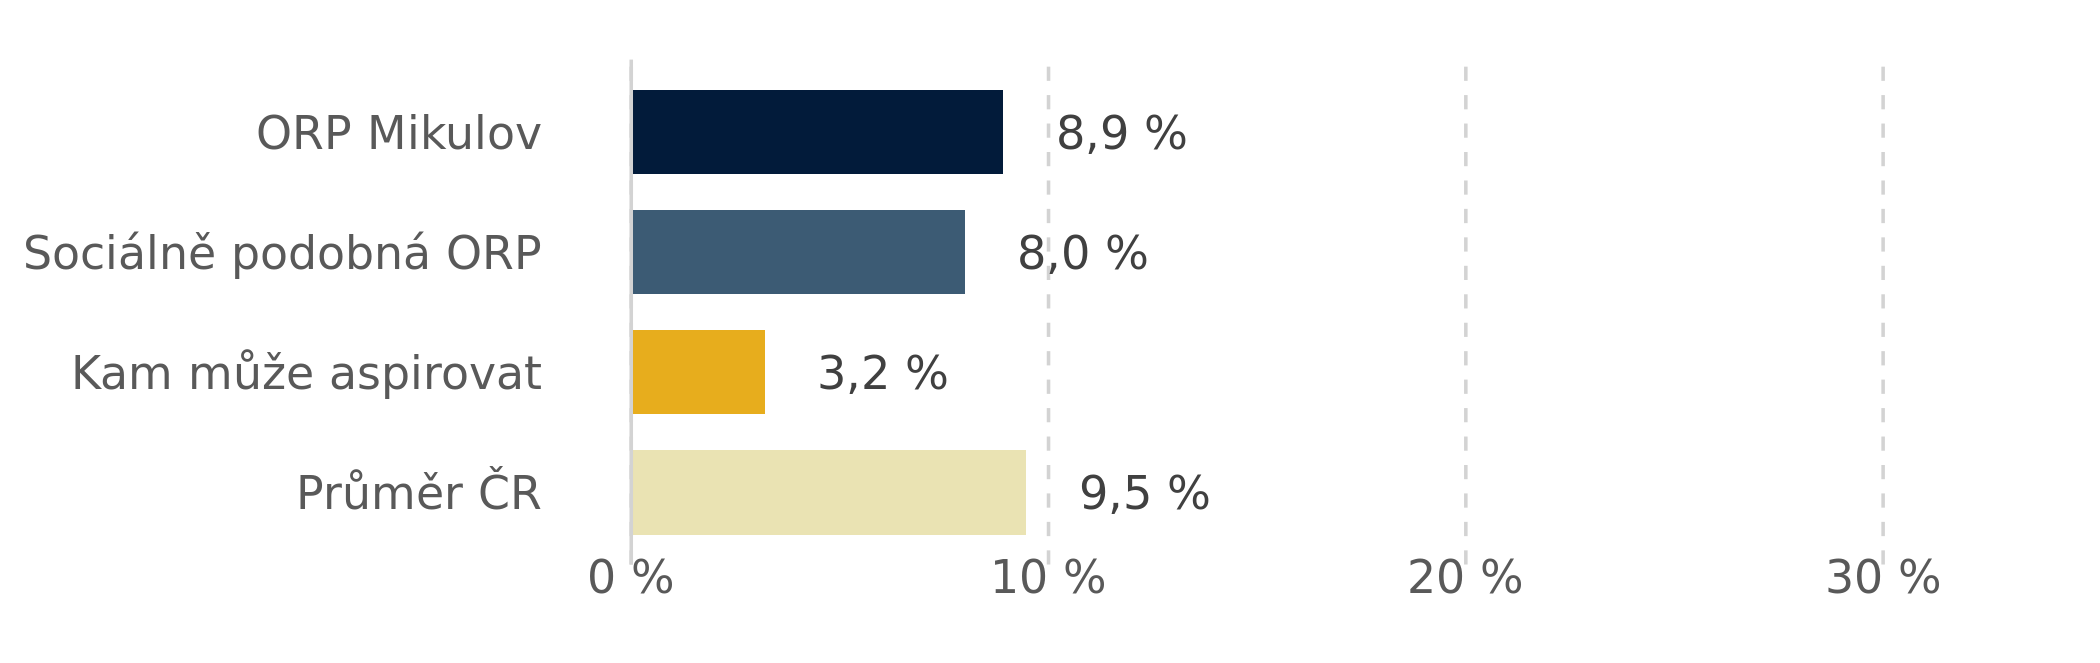 ORP Mikulov 8,9 %
Sociálně podobná ORP 8,0 %
Kam může aspirovat 3,2 %
Průměr ČR 9,5 %
0 % 10 % 20 % 30 %